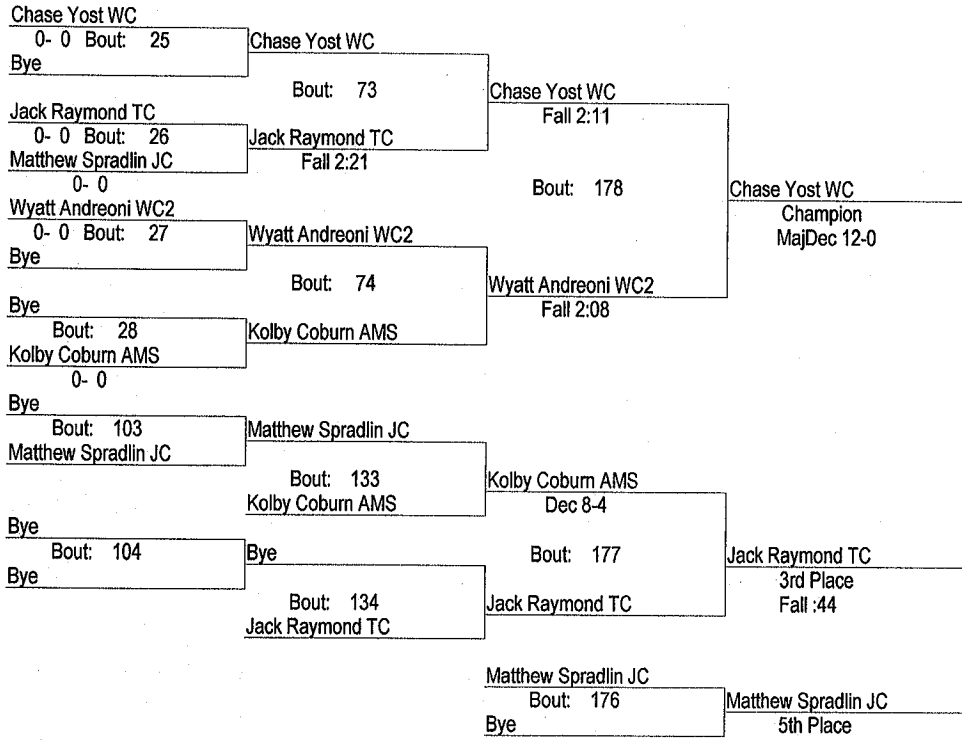 Chase Yost WC
0- 0 Bout: 25
Bye
Chase Yost WC
Bout: 73
Jack Raymond TC
0- 0 Bout: 26
Matthew Spradlin JC
0- 0
Jack Raymond TC
Fall 2:21
Chase Yost WC
Fall 2:11
Bout: 178
Wyatt Andreoni WC2
0- 0 Bout: 27
Bye
Wyatt Andreoni WC2
Bout: 74
Bye
Bout: 28
Kolby Coburn AMS
0- 0
Kolby Coburn AMS
Wyatt Andreoni WC2
Fall 2:08
Chase Yost WC
Champion
MajDec 12-0
Bye
Bout: 103
Matthew Spradlin JC
Matthew Spradlin JC
Bout: 133
Kolby Coburn AMS
Kolby Coburn AMS
Dec 8-4
Bout: 177
Bye
Bout: 104
Bye
Bye
Bout: 134
Jack Raymond TC
Jack Raymond TC
Jack Raymond TC
3rd Place
Fall :44
Matthew Spradlin JC
Bout: 176
Bye
Matthew Spradlin JC
5th Place